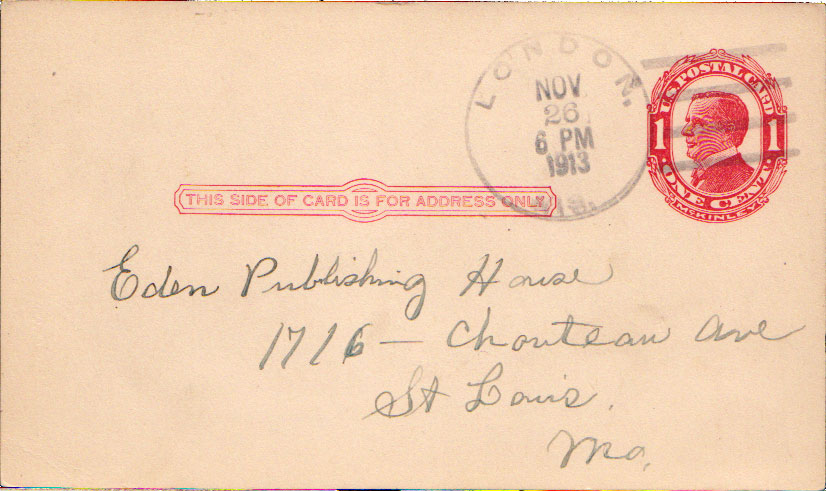 LONDON,
NOV
26
6 PM
1913
WIS.
U.S. POSTAL CARD
1 1
ONE CENT
McKINLEY
THIS SIDE OF CARD IS FOR ADDRESS ONLY
Eden Publishing House
1716 — Chouteau Ave
St Louis.
Mo.